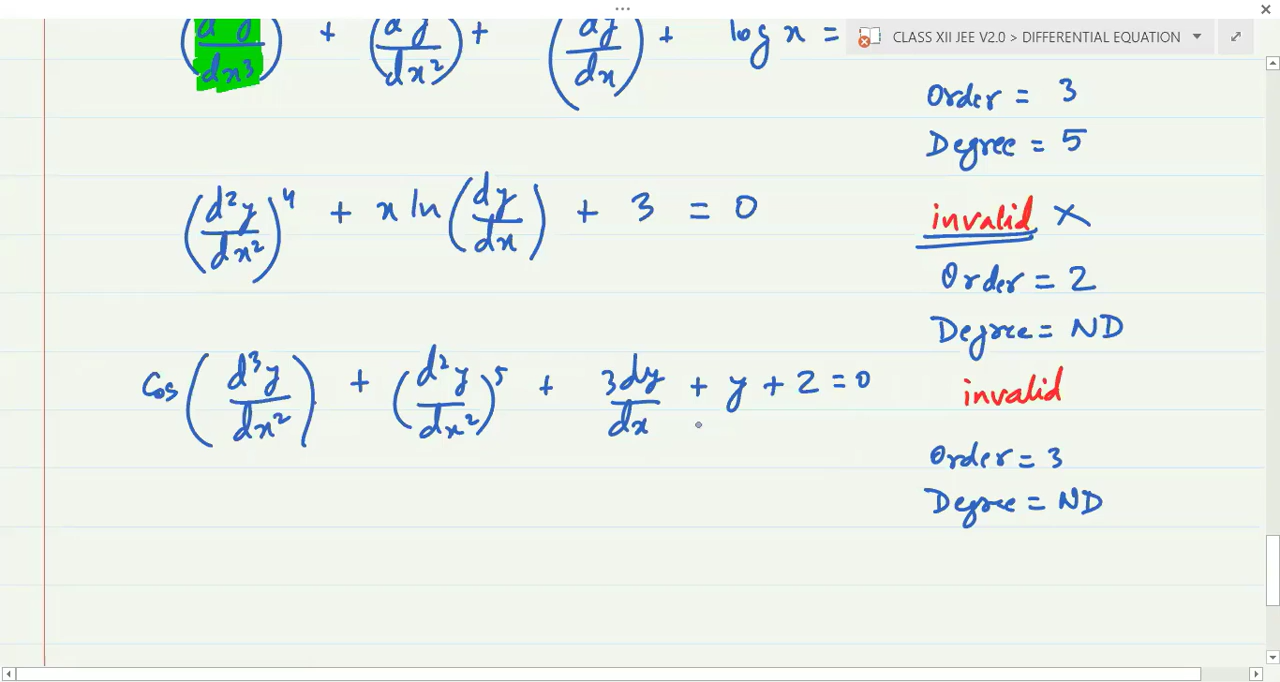 CLASS XII JEE V2.0 > DIFFERENTIAL EQUATION
(d³y/dx³) + (d²y/dx²) + (dy/dx) + log x =
Order = 3
Degree = 5
(d²y/dx²)⁴ + x ln(dy/dx) + 3 = 0
invalid ×
Order = 2
Degree = ND
Cos(d³y/dx²) + (d²y/dx²)⁵ + 3dy/dx + y + 2 = 0
invalid
Order = 3
Degree = ND